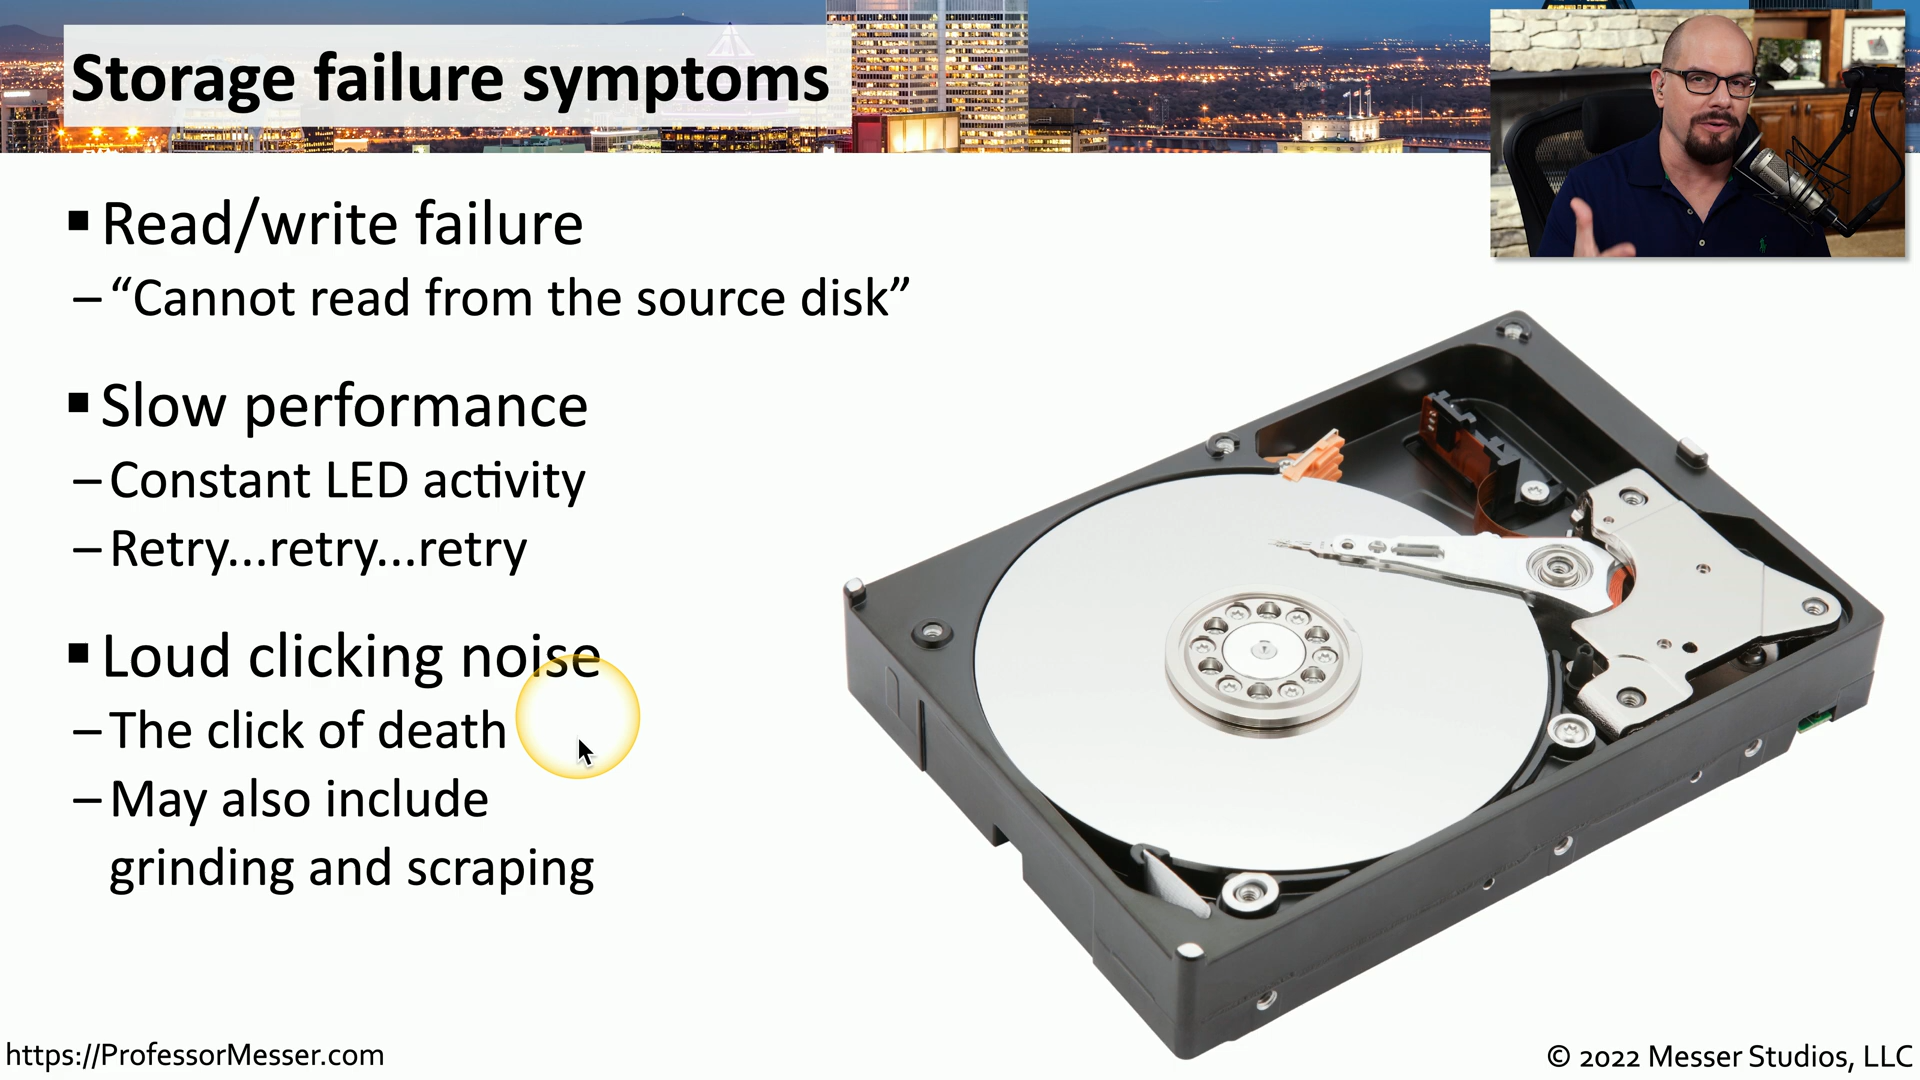 Storage failure symptoms
▪ Read/write failure
– “Cannot read from the source disk”
▪ Slow performance
– Constant LED activity
– Retry...retry...retry
▪ Loud clicking noise
– The click of death
– May also include
grinding and scraping
https://ProfessorMesser.com
© 2022 Messer Studios, LLC